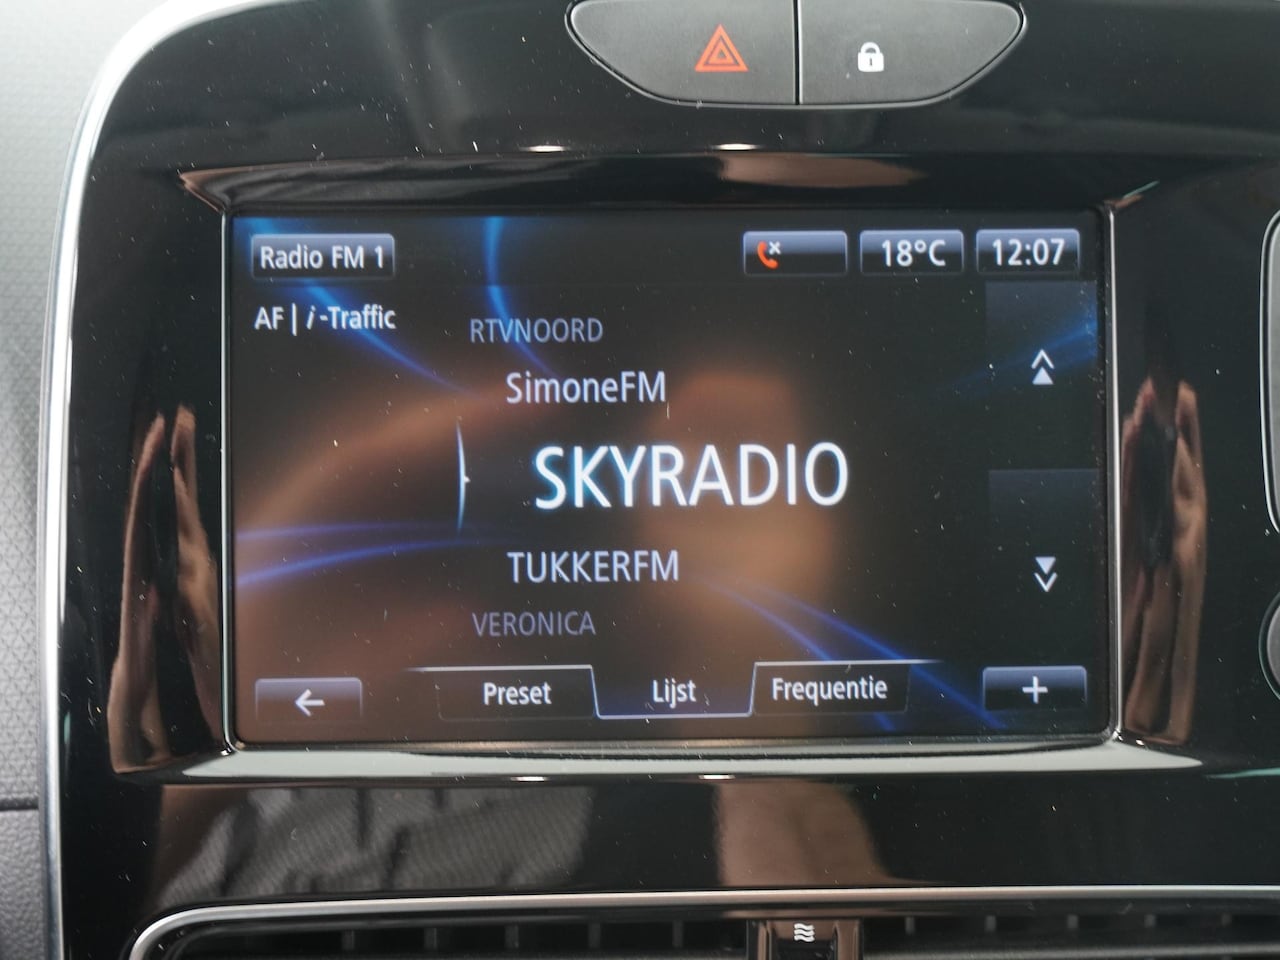 Radio FM 1
18°C
12:07
AF | i-Traffic
RTVNOORD
SimoneFM
SKYRADIO
TUKKERFM
VERONICA
Preset
Lijst
Frequentie